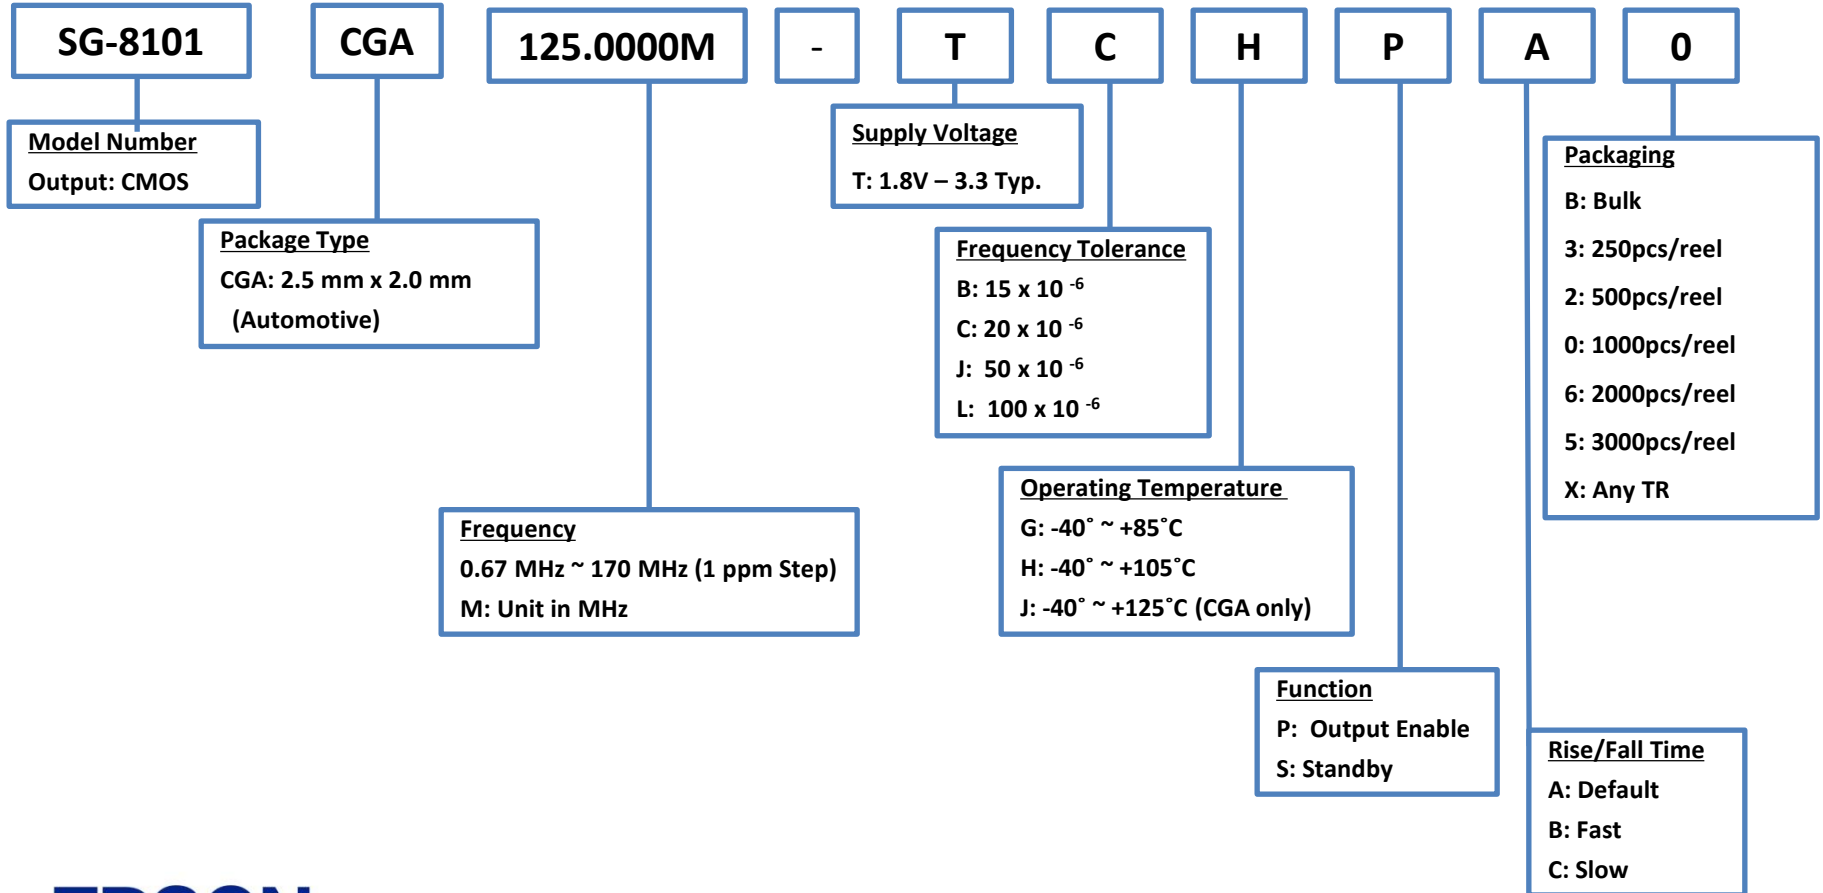 SG-8101 CGA 125.0000M - T C H P A 0
Model Number
Output: CMOS
Package Type
CGA: 2.5 mm x 2.0 mm
(Automotive)
Frequency
0.67 MHz ~ 170 MHz (1 ppm Step)
M: Unit in MHz
Supply Voltage
T: 1.8V – 3.3 Typ.
Frequency Tolerance
B: 15 x 10 -6
C: 20 x 10 -6
J: 50 x 10 -6
L: 100 x 10 -6
Operating Temperature
G: -40˚ ~ +85˚C
H: -40˚ ~ +105˚C
J: -40˚ ~ +125˚C (CGA only)
Function
P: Output Enable
S: Standby
Rise/Fall Time
A: Default
B: Fast
C: Slow
Packaging
B: Bulk
3: 250pcs/reel
2: 500pcs/reel
0: 1000pcs/reel
6: 2000pcs/reel
5: 3000pcs/reel
X: Any TR